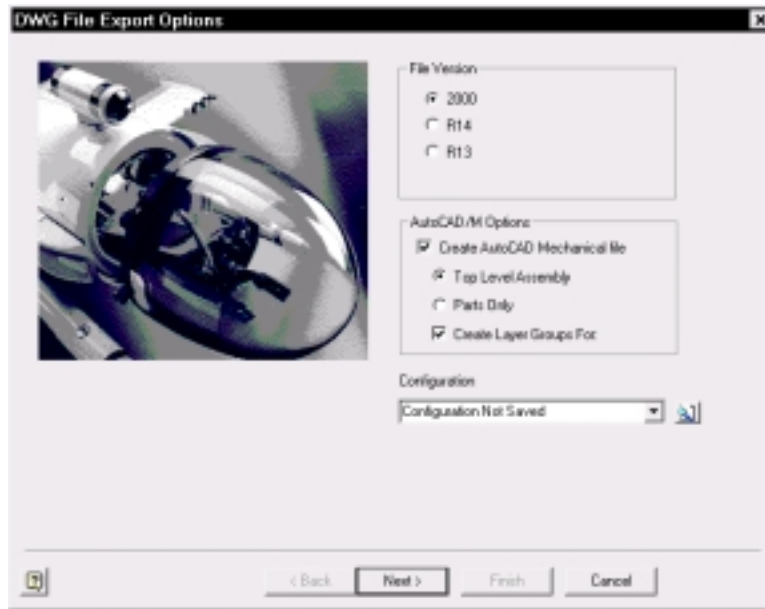 DWG File Export Options
File Version
2000
R14
R13
AutoCAD/M Options
Create AutoCAD Mechanical file
Top Level Assembly
Parts Only
Create Layer Groups For:
Configuration
Configuration Not Saved
< Back
Next >
Finish
Cancel